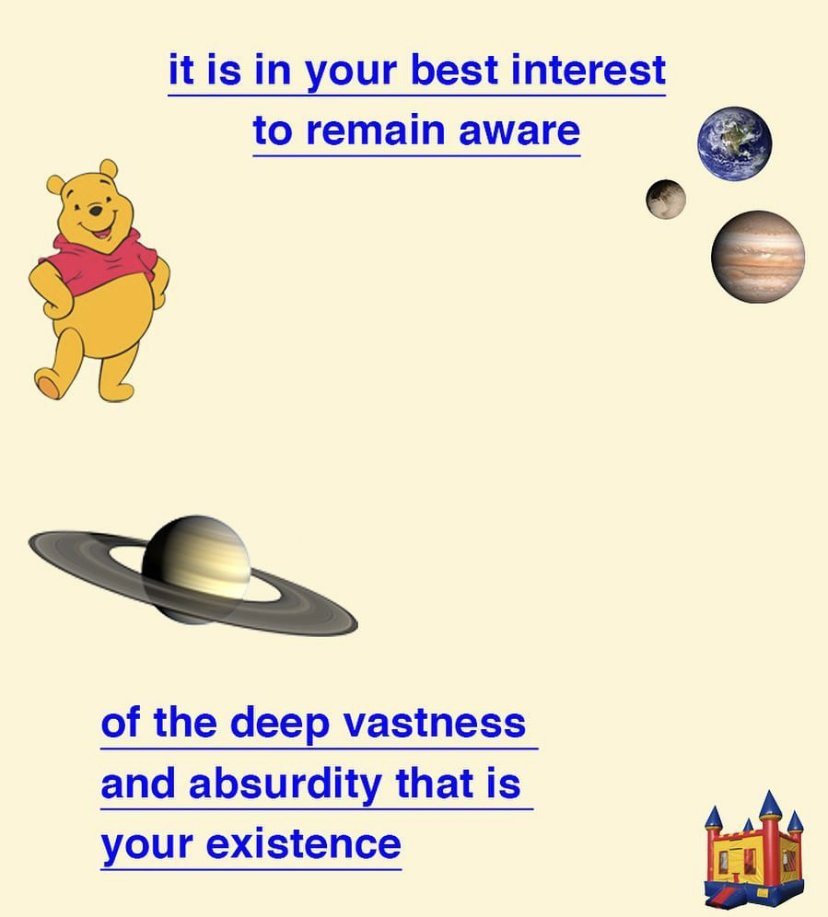 it is in your best interest
to remain aware
of the deep vastness
and absurdity that is
your existence